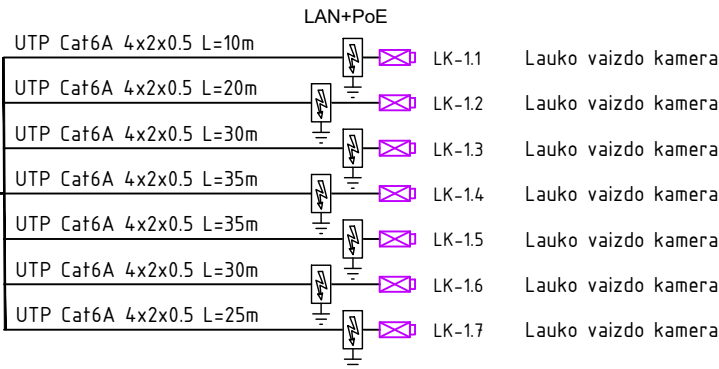 LAN+PoE
UTP Cat6A 4x2x0.5 L=10m LK-1.1 Lauko vaizdo kamera
UTP Cat6A 4x2x0.5 L=20m LK-1.2 Lauko vaizdo kamera
UTP Cat6A 4x2x0.5 L=30m LK-1.3 Lauko vaizdo kamera
UTP Cat6A 4x2x0.5 L=35m LK-1.4 Lauko vaizdo kamera
UTP Cat6A 4x2x0.5 L=35m LK-1.5 Lauko vaizdo kamera
UTP Cat6A 4x2x0.5 L=30m LK-1.6 Lauko vaizdo kamera
UTP Cat6A 4x2x0.5 L=25m LK-1.7 Lauko vaizdo kamera